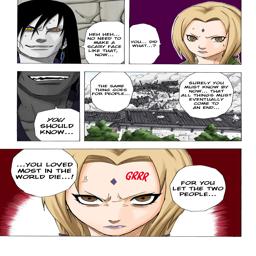 YOU... DID
WHAT...?
HEH HEH...
NO NEED TO
MAKE A
SCARY FACE
LIKE THAT,
NOW...
SURELY YOU
MUST KNOW BY
NOW... THAT
ALL THINGS MUST
EVENTUALLY
COME TO
AN END...
THE SAME
THING GOES
FOR PEOPLE...
YOU
SHOULD
KNOW...
FOR
YOU LET
THE TWO
PEOPLE...
GRRR
...YOU LOVED
MOST IN THE
WORLD DIE...!